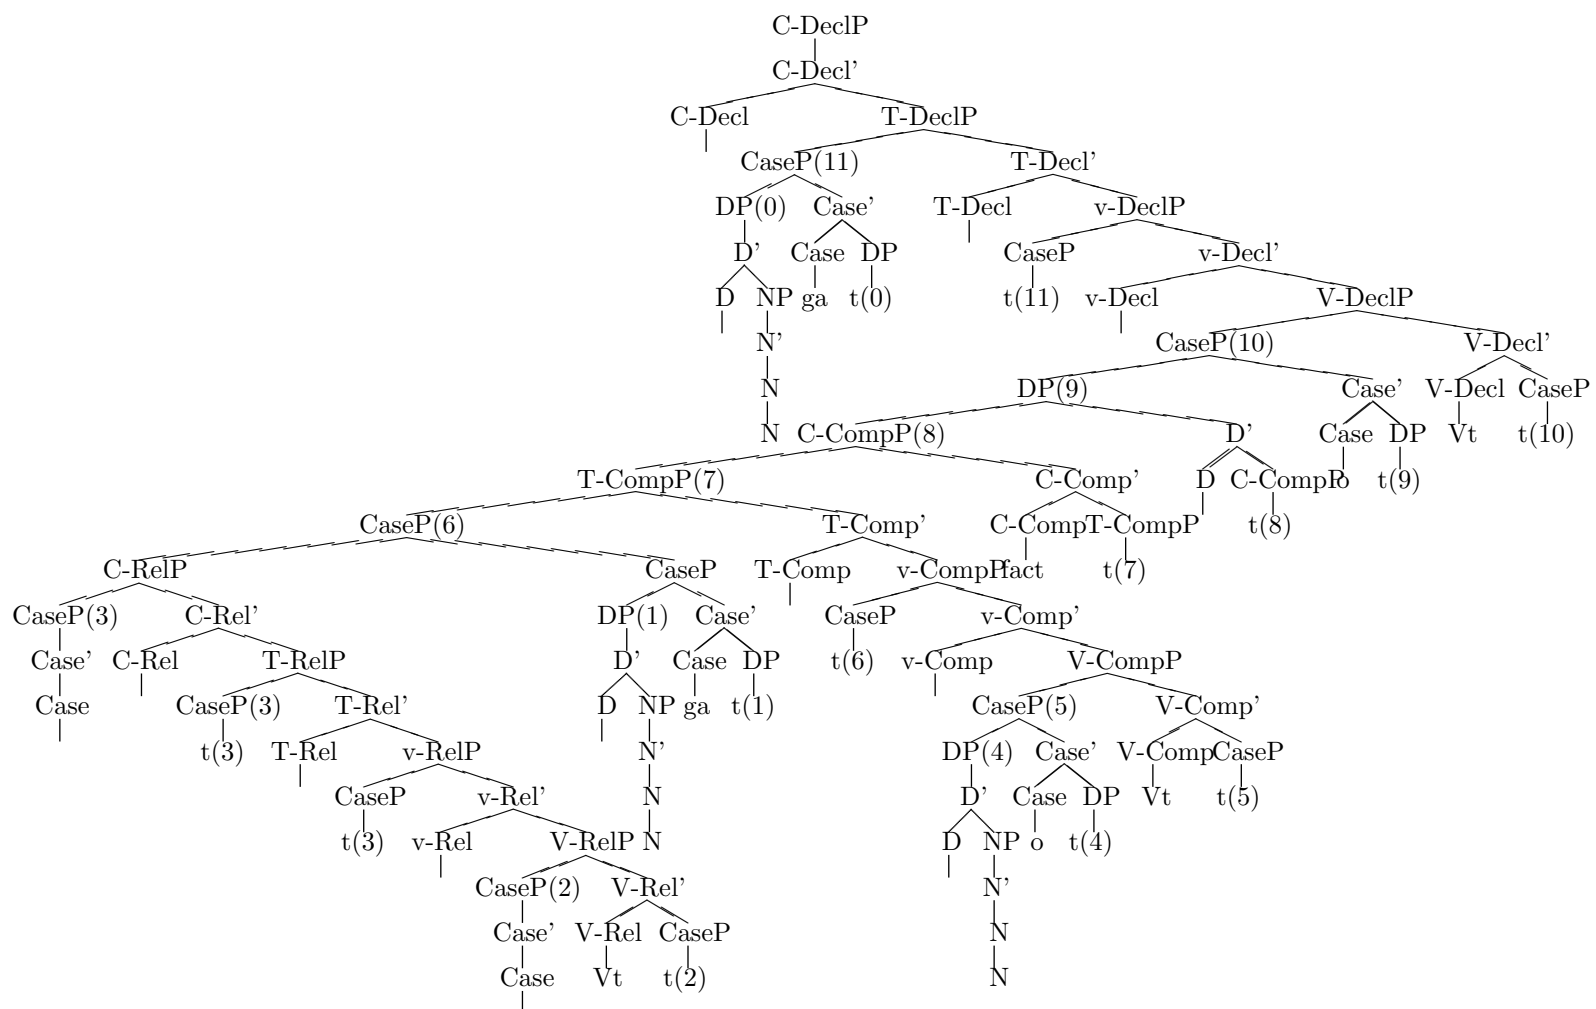 C-DeclP
C-Decl'
C-Decl T-DeclP
CaseP(11) T-Decl'
DP(0) Case' T-Decl v-DeclP
D' Case DP CaseP v-Decl'
D NP ga t(0) t(11) v-Decl V-DeclP
N' CaseP(10) V-Decl'
N DP(9) Case' V-Decl CaseP
N C-CompP(8) D' Case DP Vt t(10)
T-CompP(7) C-Comp' D C-CompP o t(9)
CaseP(6) T-Comp' C-Comp T-CompP t(8)
C-RelP CaseP T-Comp v-CompP fact t(7)
CaseP(3) C-Rel' DP(1) Case' CaseP v-Comp'
Case' C-Rel T-RelP D' Case DP t(6) v-Comp V-CompP
Case CaseP(3) T-Rel' D NP ga t(1) CaseP(5) V-Comp'
t(3) T-Rel v-RelP N' DP(4) Case' V-Comp CaseP
CaseP v-Rel' N D' Case DP Vt t(5)
t(3) v-Rel V-RelP N D NP o t(4)
CaseP(2) V-Rel' N'
Case' V-Rel CaseP N
Case Vt t(2) N